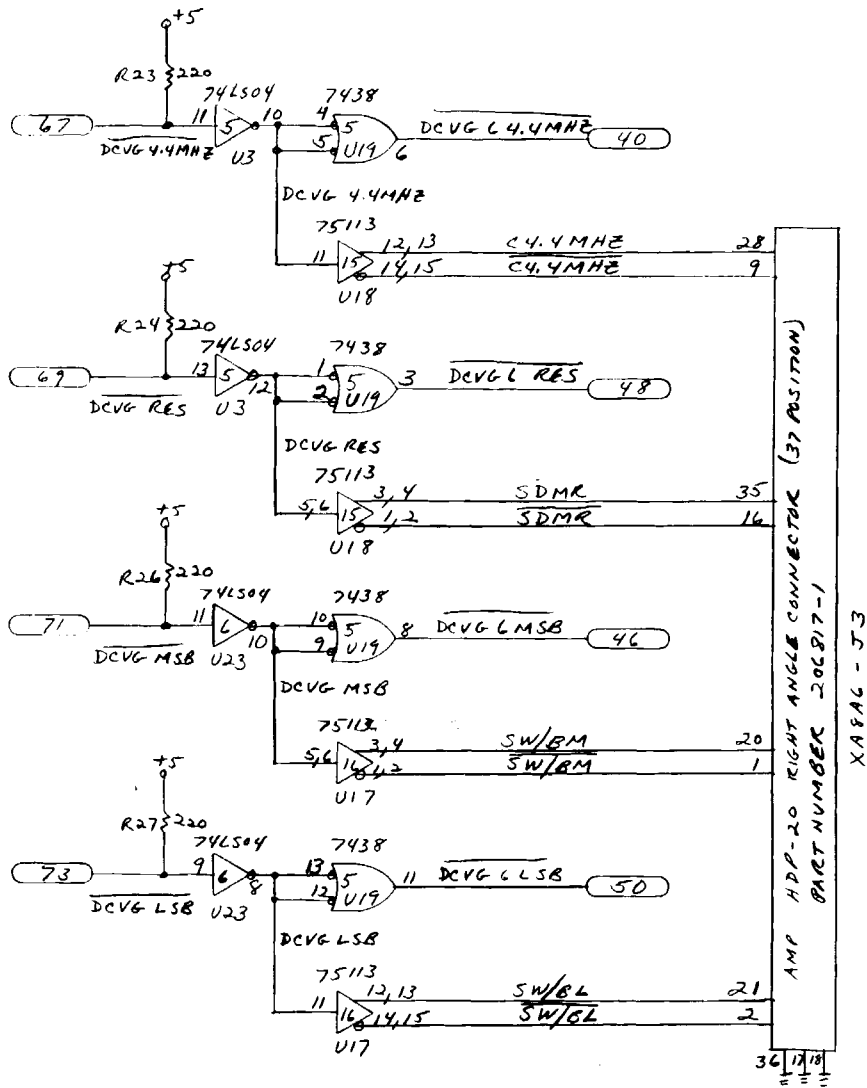 +5
R23 220
74LS04
7438
67
11
5
10
4
5
5
U19
6
DCVG 6 4.4MHZ
40
DCVG 4.4MHZ
U3
DCVG 4.4MHZ
75113
11
15
12,13
C4.4MHZ
28
14,15
C4.4MHZ
9
U18
+5
R24 220
74LS04
7438
69
13
5
12
1
2
5
U19
3
DCVG 6 RES
48
DCVG RES
U3
DCVG RES
75113
5,6
15
3,4
SDMR
35
1,2
SDMR
16
U18
+5
R26 220
74LS04
7438
71
11
6
10
10
9
5
U19
8
DCVG 6 MSB
46
DCVG MSB
U23
DCVG MSB
75113
5,6
16
3,4
SW/BM
20
1,2
SW/BM
1
U17
+5
R27 220
74LS04
7438
73
9
6
8
13
12
5
U19
11
DCVG 6 LSB
50
DCVG LSB
U23
DCVG LSB
75113
11
16
12,13
SW/BL
21
14,15
SW/BL
2
U17
36 17 18
AMP HDP-20 RIGHT ANGLE CONNECTOR (37 POSITION)
PART NUMBER 206817-1
XA8A6 - J3